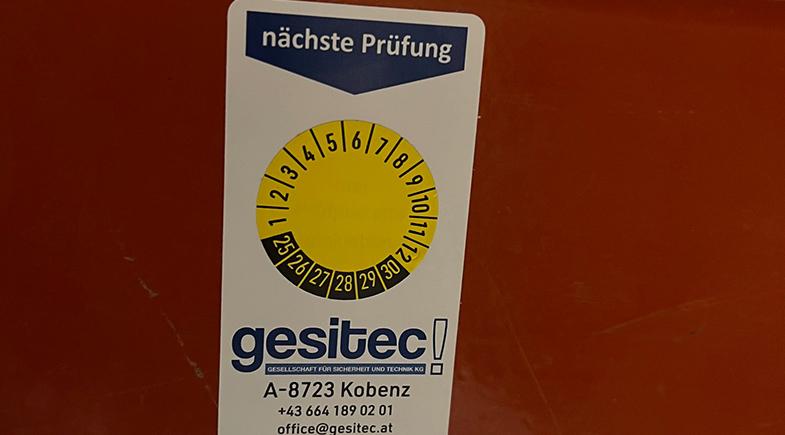 nächste Prüfung
1 2 3 4 5 6 7 8 9 10 11 12
25 26 27 28 29 30
gesitec!
GESELLSCHAFT FÜR SICHERHEIT UND TECHNIK KG
A-8723 Kobenz
+43 664 189 02 01
office@gesitec.at